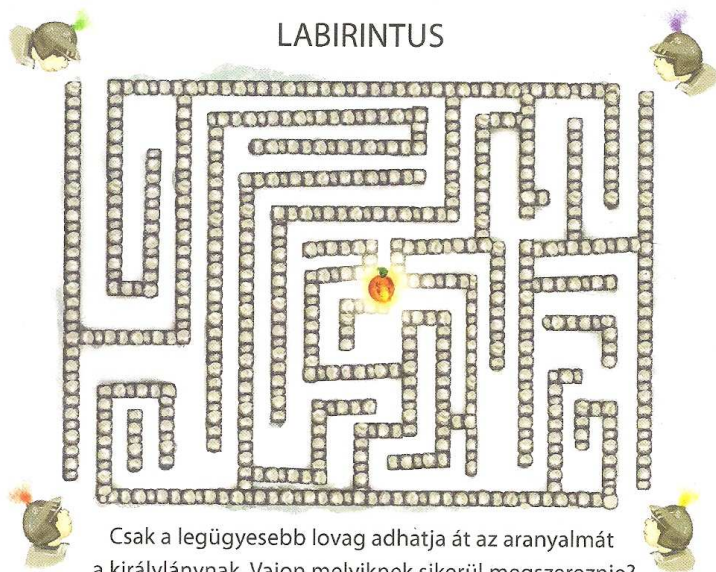 LABIRINTUS
Csak a legügyesebb lovag adhatja át az aranyalmát
a királylánynak. Vajon melyiknek sikerül megszereznie?